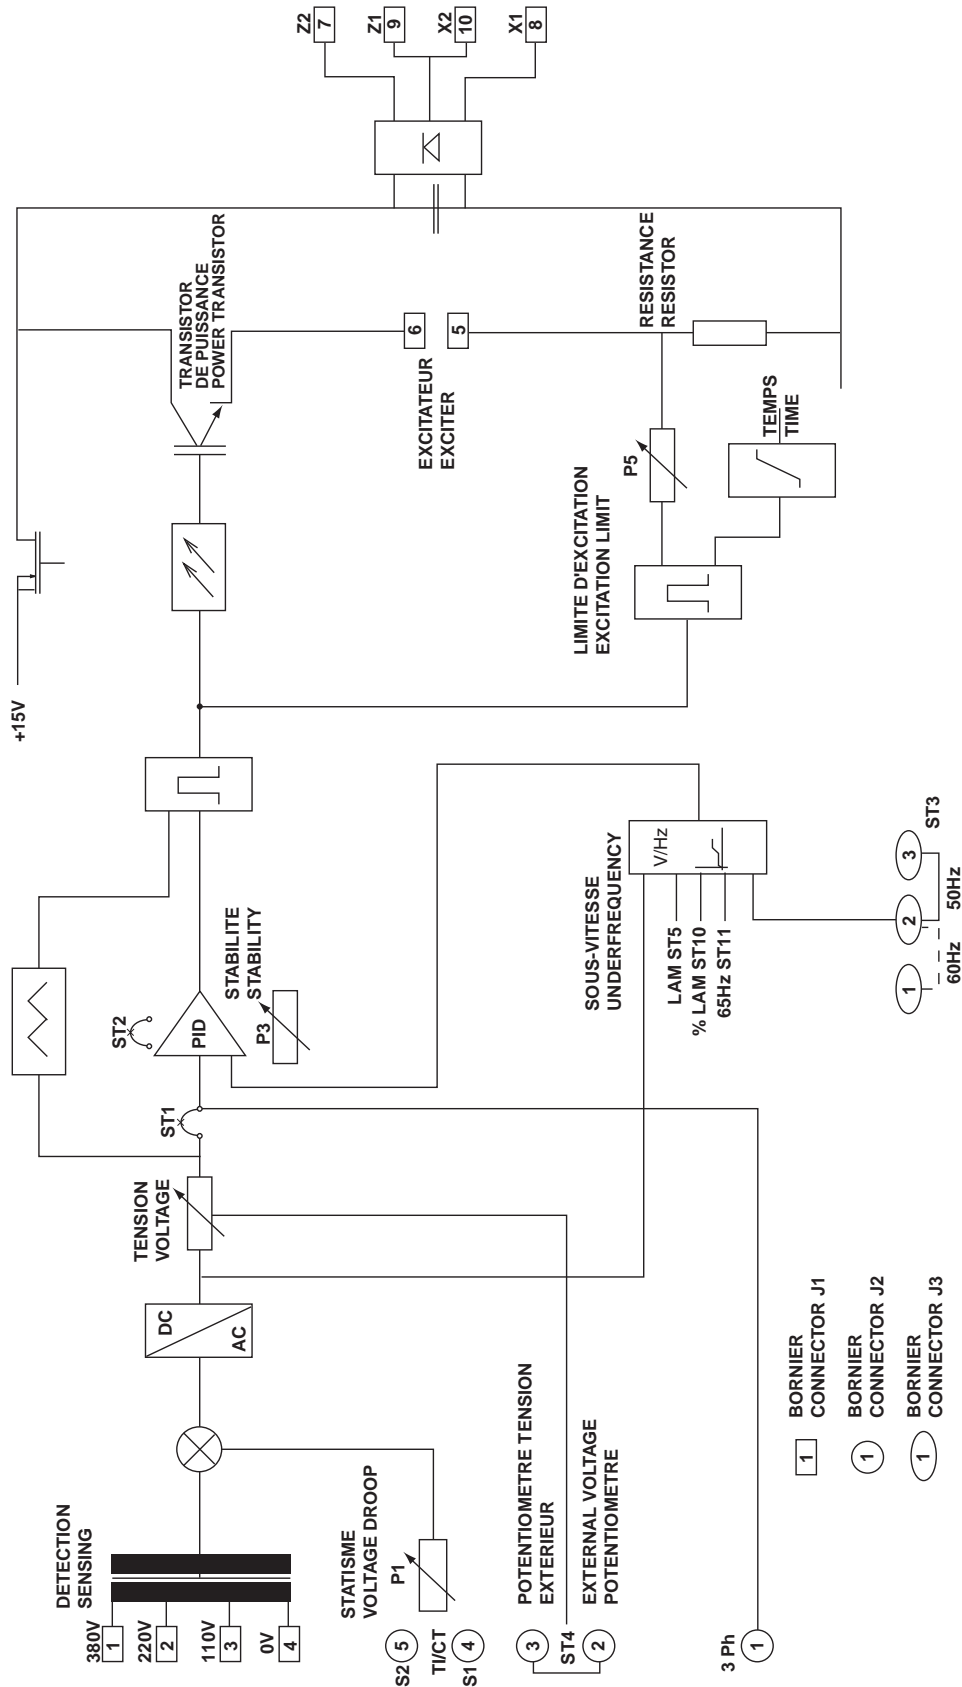 DETECTION
SENSING
380V
1
220V
2
110V
3
0V
4
STATISME
VOLTAGE DROOP
P1
S2
5
TI/CT
S1
4
POTENTIOMETRE TENSION
EXTERIEUR
3
ST4
2
EXTERNAL VOLTAGE
POTENTIOMETRE
3 Ph
1
DC
AC
TENSION
VOLTAGE
ST1
ST2
PID
STABILITE
STABILITY
P3
SOUS-VITESSE
UNDERFREQUENCY
V/Hz
LAM ST5
% LAM ST10
65Hz ST11
1
2
3
ST3
60Hz
50Hz
+15V
LIMITE D'EXCITATION
EXCITATION LIMIT
P5
TEMPS
TIME
TRANSISTOR
DE PUISSANCE
POWER TRANSISTOR
EXCITATEUR
EXCITER
6
5
RESISTANCE
RESISTOR
Z2
7
Z1
9
X2
10
X1
8
1
BORNIER
CONNECTOR J1
1
BORNIER
CONNECTOR J2
1
BORNIER
CONNECTOR J3